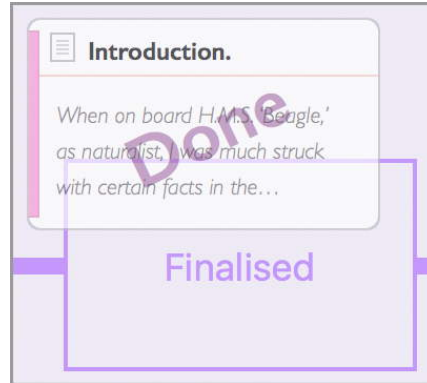 Introduction.
When on board H.M.S. ‘Beagle,’
as naturalist, I was much struck
with certain facts in the…
Done
Finalised